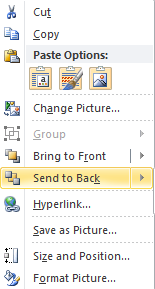 Cut
Copy
Paste Options:
Change Picture...
Group
Bring to Front
Send to Back
Hyperlink...
Save as Picture...
Size and Position...
Format Picture...